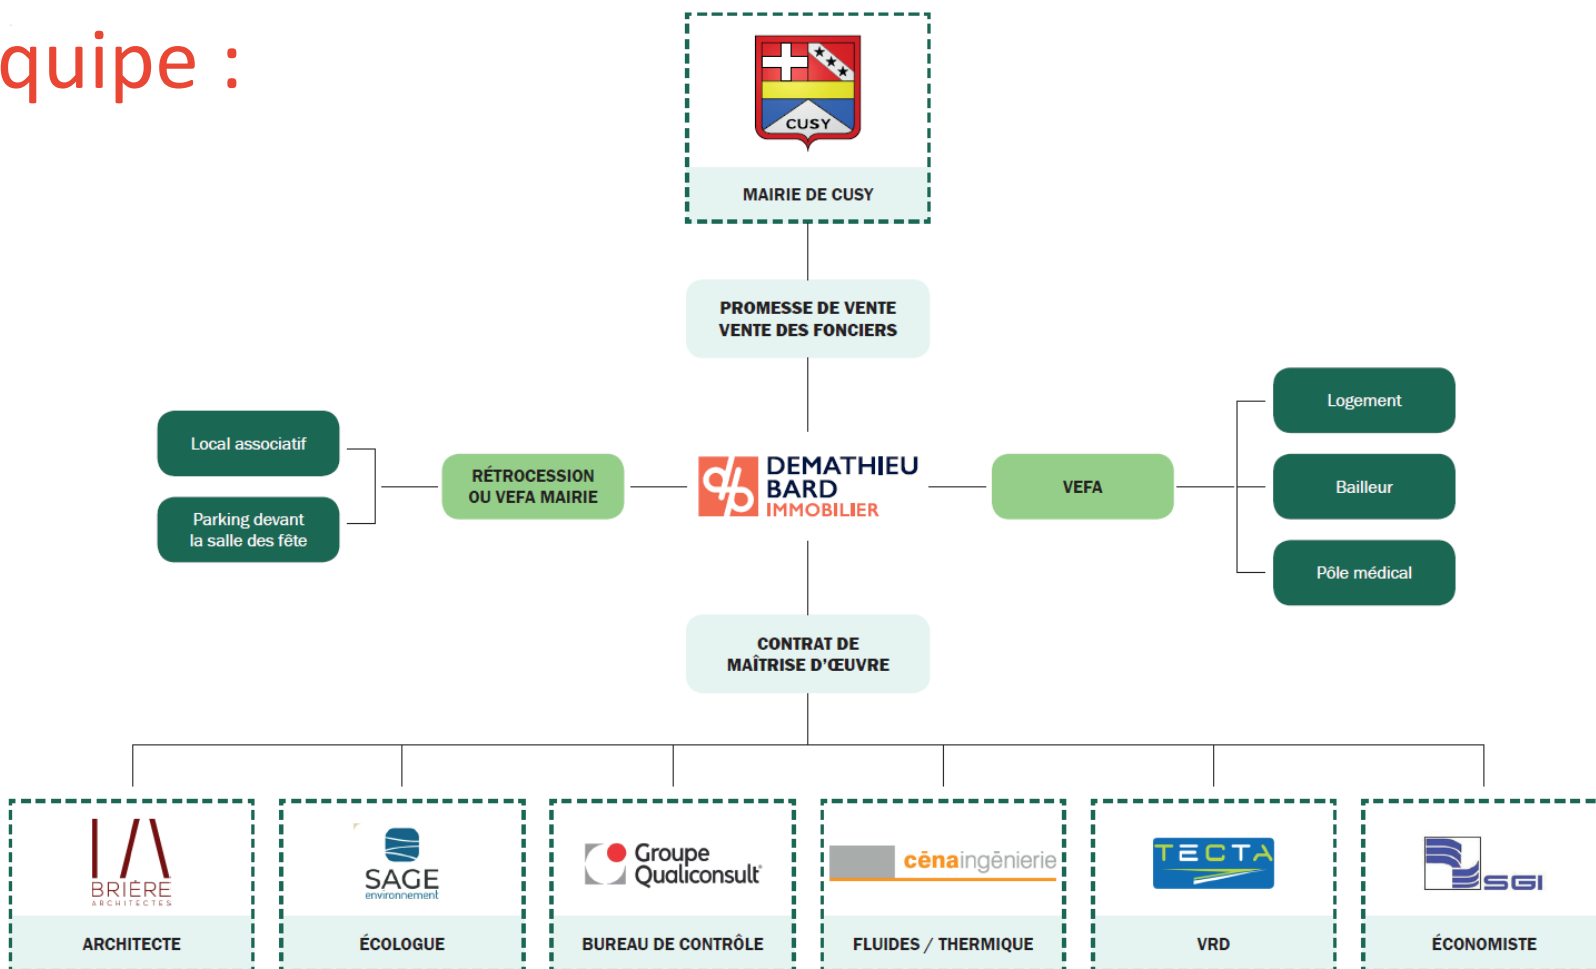 quipe :
CUSY
MAIRIE DE CUSY
PROMESSE DE VENTE
VENTE DES FONCIERS
Local associatif
Parking devant
la salle des fête
RÉTROCESSION
OU VEFA MAIRIE
DEMATHIEU
BARD
IMMOBILIER
VEFA
Logement
Bailleur
Pôle médical
CONTRAT DE
MAÎTRISE D'ŒUVRE
BRIÈRE
ARCHITECTES
ARCHITECTE
SAGE
environnement
ÉCOLOGUE
Groupe
Qualiconsult
BUREAU DE CONTRÔLE
cēnaingēnierie
FLUIDES / THERMIQUE
TECTA
VRD
SGI
ÉCONOMISTE